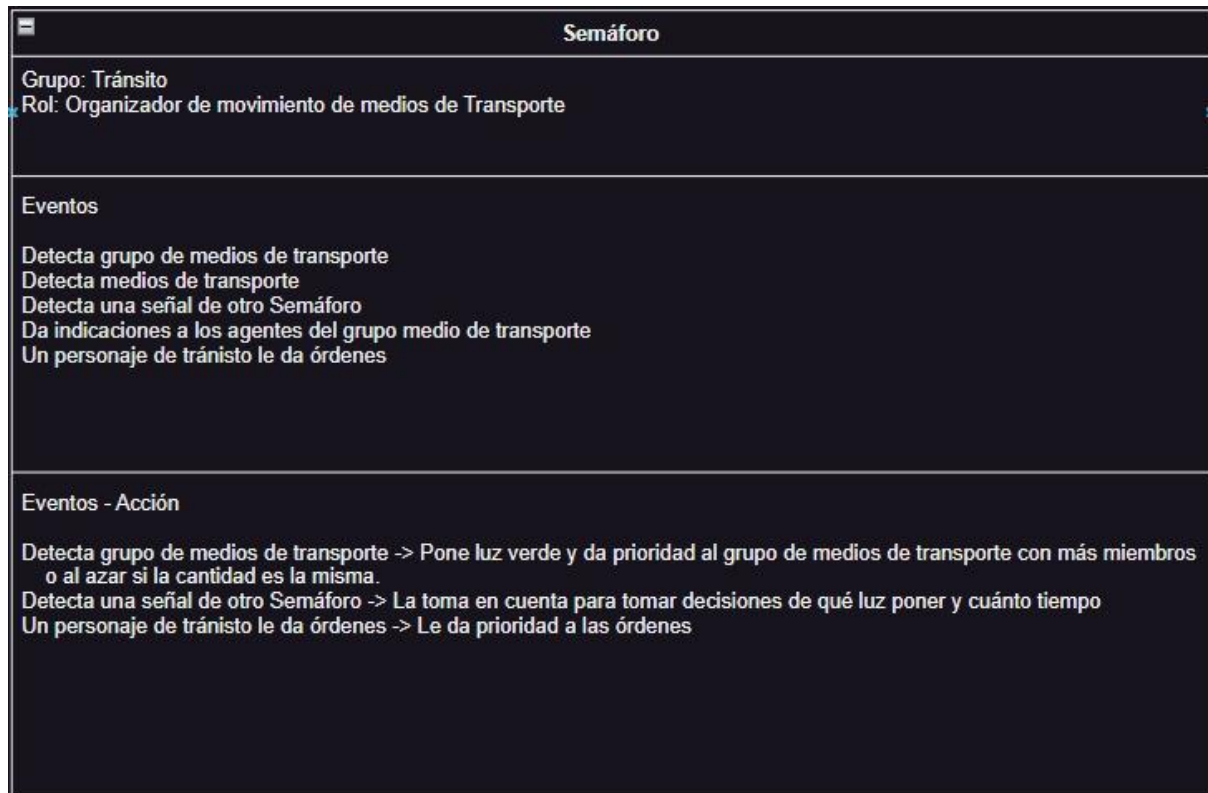 Semáforo
Grupo: Tránsito
Rol: Organizador de movimiento de medios de Transporte
Eventos
Detecta grupo de medios de transporte
Detecta medios de transporte
Detecta una señal de otro Semáforo
Da indicaciones a los agentes del grupo medio de transporte
Un personaje de tránisto le da órdenes
Eventos - Acción
Detecta grupo de medios de transporte -> Pone luz verde y da prioridad al grupo de medios de transporte con más miembros
o al azar si la cantidad es la misma.
Detecta una señal de otro Semáforo -> La toma en cuenta para tomar decisiones de qué luz poner y cuánto tiempo
Un personaje de tránisto le da órdenes -> Le da prioridad a las órdenes